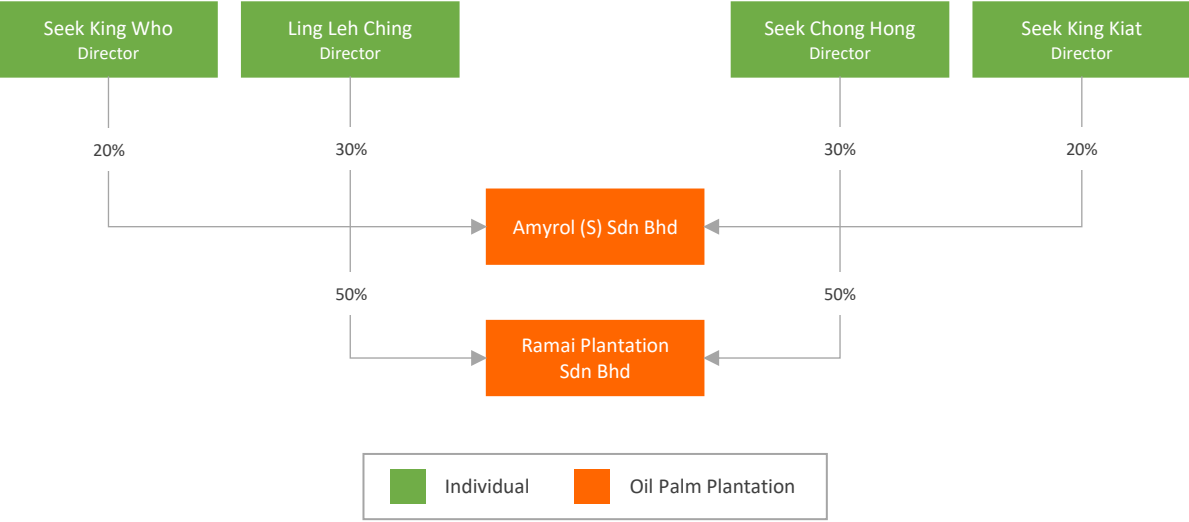 Seek King Who
Director
Ling Leh Ching
Director
Seek Chong Hong
Director
Seek King Kiat
Director
20%
30%
30%
20%
Amyrol (S) Sdn Bhd
50%
50%
Ramai Plantation
Sdn Bhd
Individual
Oil Palm Plantation